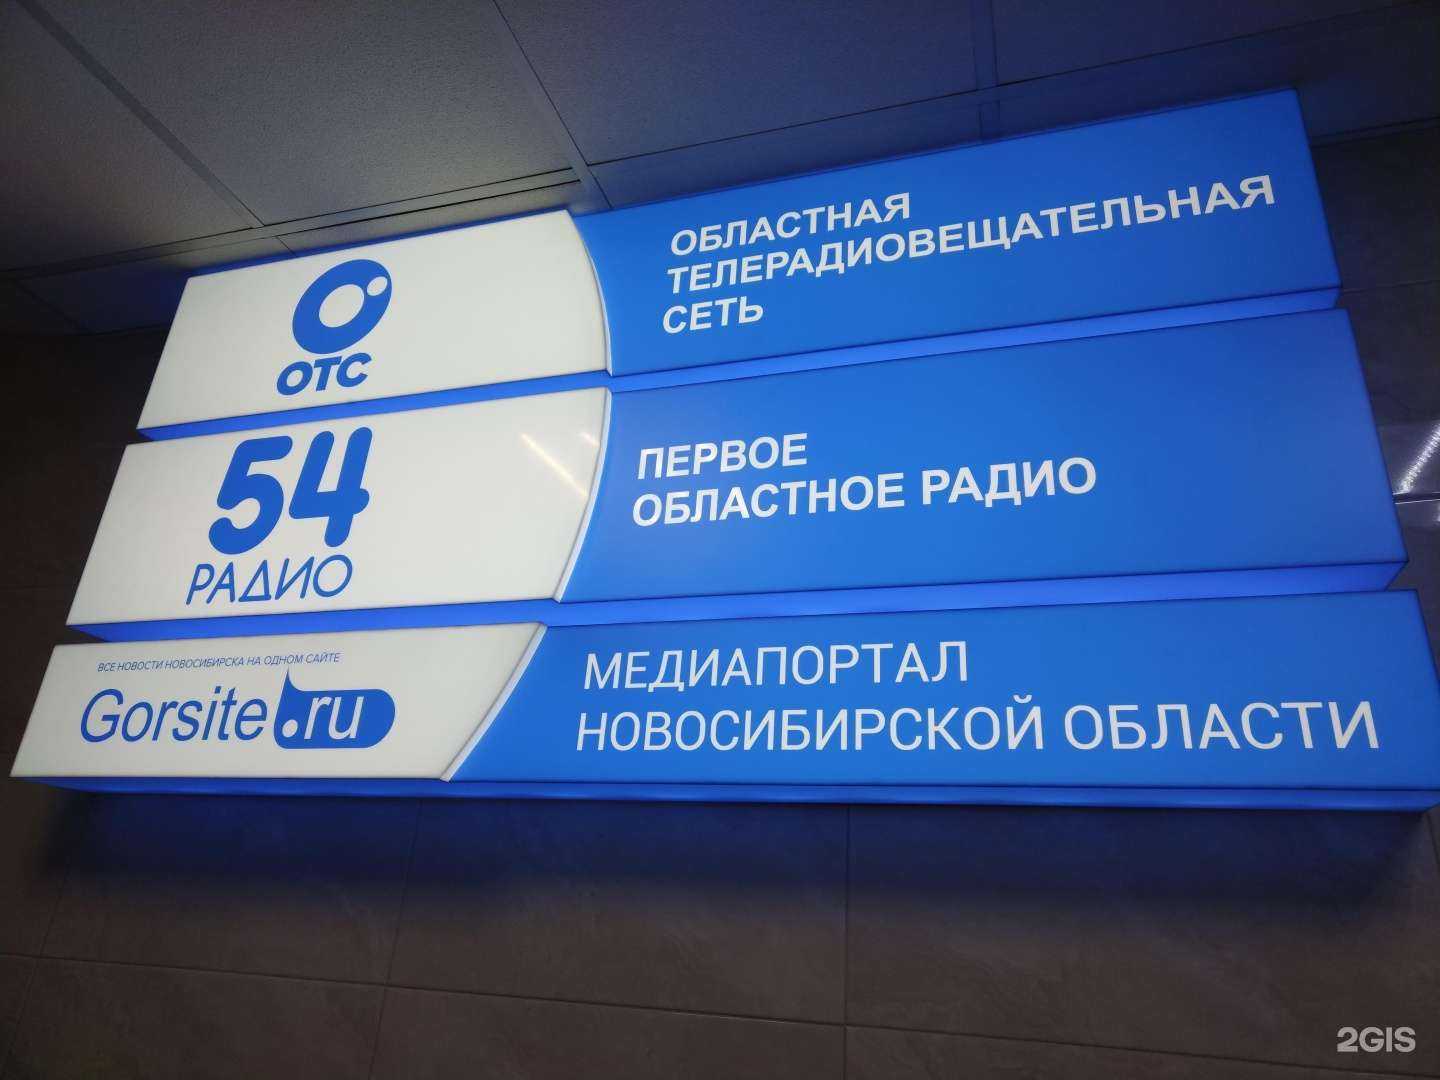 ОТС
ОБЛАСТНАЯ
ТЕЛЕРАДИОВЕЩАТЕЛЬНАЯ
СЕТЬ
54
РАДИО
ПЕРВОЕ
ОБЛАСТНОЕ РАДИО
ВСЕ НОВОСТИ НОВОСИБИРСКА НА ОДНОМ САЙТЕ
Gorsite.ru
МЕДИАПОРТАЛ
НОВОСИБИРСКОЙ ОБЛАСТИ
2GIS